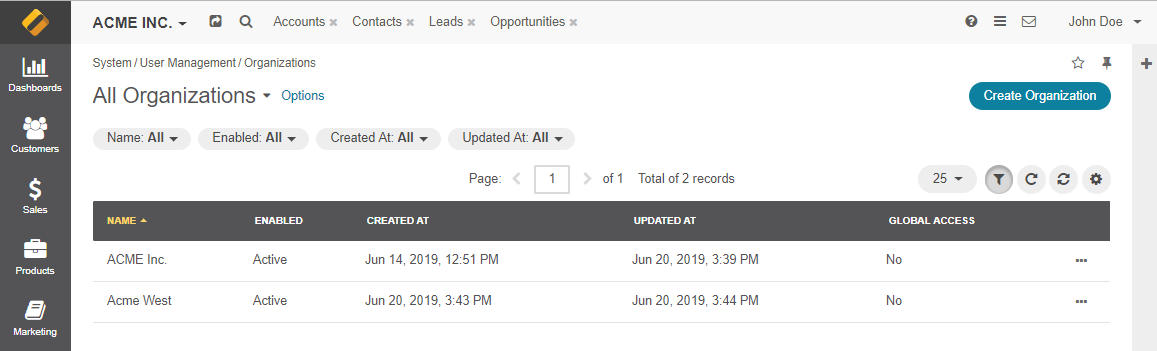 ACME INC. Accounts × Contacts × Leads × Opportunities × John Doe
Dashboards
Customers
Sales
Products
Marketing
System / User Management / Organizations
All Organizations Options Create Organization
Name: All Enabled: All Created At: All Updated At: All
Page: 1 of 1 Total of 2 records 25
NAME ENABLED CREATED AT UPDATED AT GLOBAL ACCESS
ACME Inc. Active Jun 14, 2019, 12:51 PM Jun 20, 2019, 3:39 PM No
Acme West Active Jun 20, 2019, 3:43 PM Jun 20, 2019, 3:44 PM No